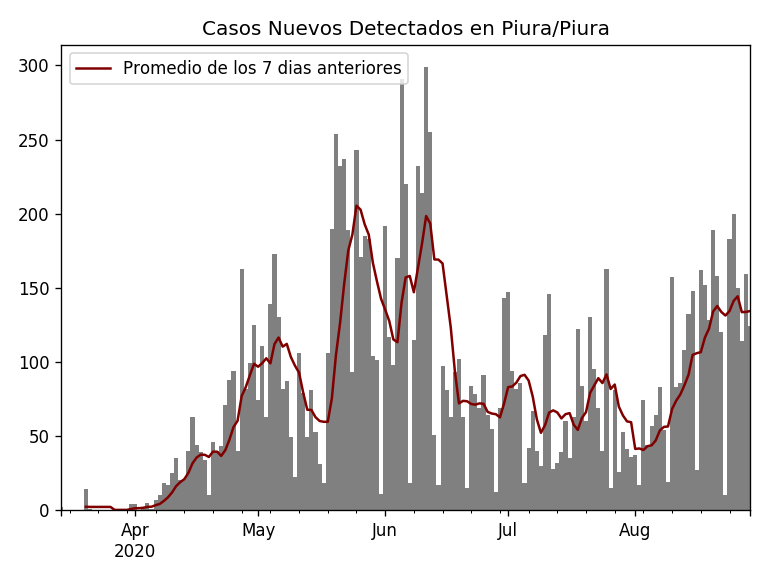 Casos Nuevos Detectados en Piura/Piura
Promedio de los 7 dias anteriores
300
250
200
150
100
50
0
Apr May Jun Jul Aug
2020